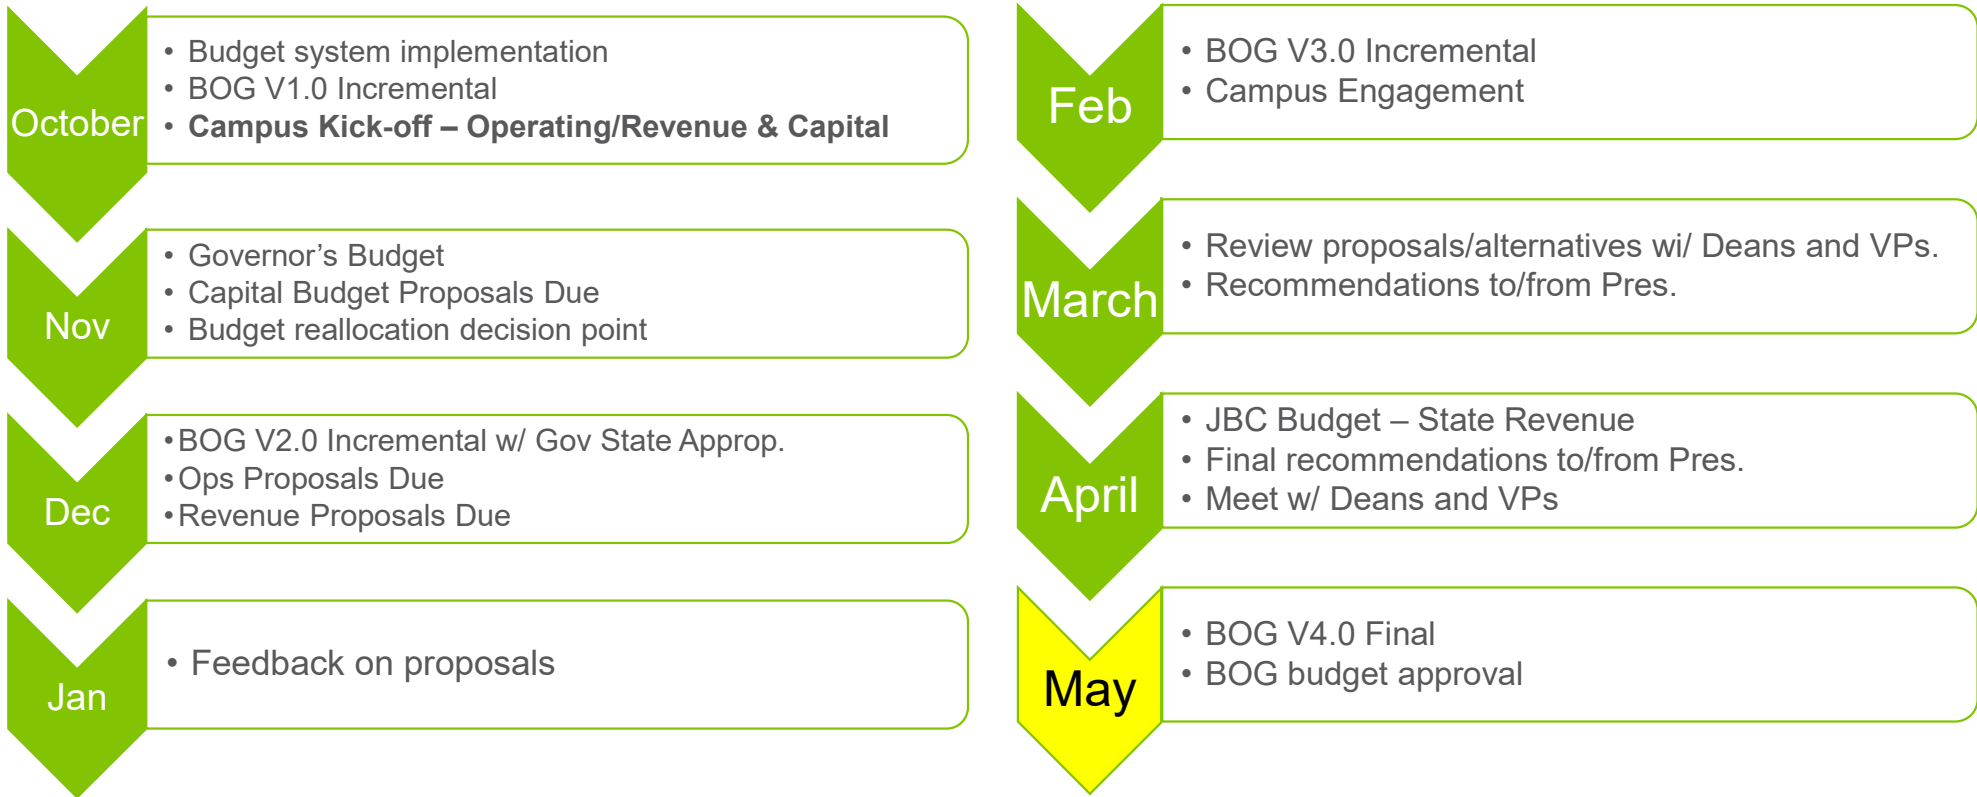 October
• Budget system implementation
• BOG V1.0 Incremental
• Campus Kick-off – Operating/Revenue & Capital
Nov
• Governor’s Budget
• Capital Budget Proposals Due
• Budget reallocation decision point
Dec
• BOG V2.0 Incremental w/ Gov State Approp.
• Ops Proposals Due
• Revenue Proposals Due
Jan
• Feedback on proposals
Feb
• BOG V3.0 Incremental
• Campus Engagement
March
• Review proposals/alternatives wi/ Deans and VPs.
• Recommendations to/from Pres.
April
• JBC Budget – State Revenue
• Final recommendations to/from Pres.
• Meet w/ Deans and VPs
May
• BOG V4.0 Final
• BOG budget approval